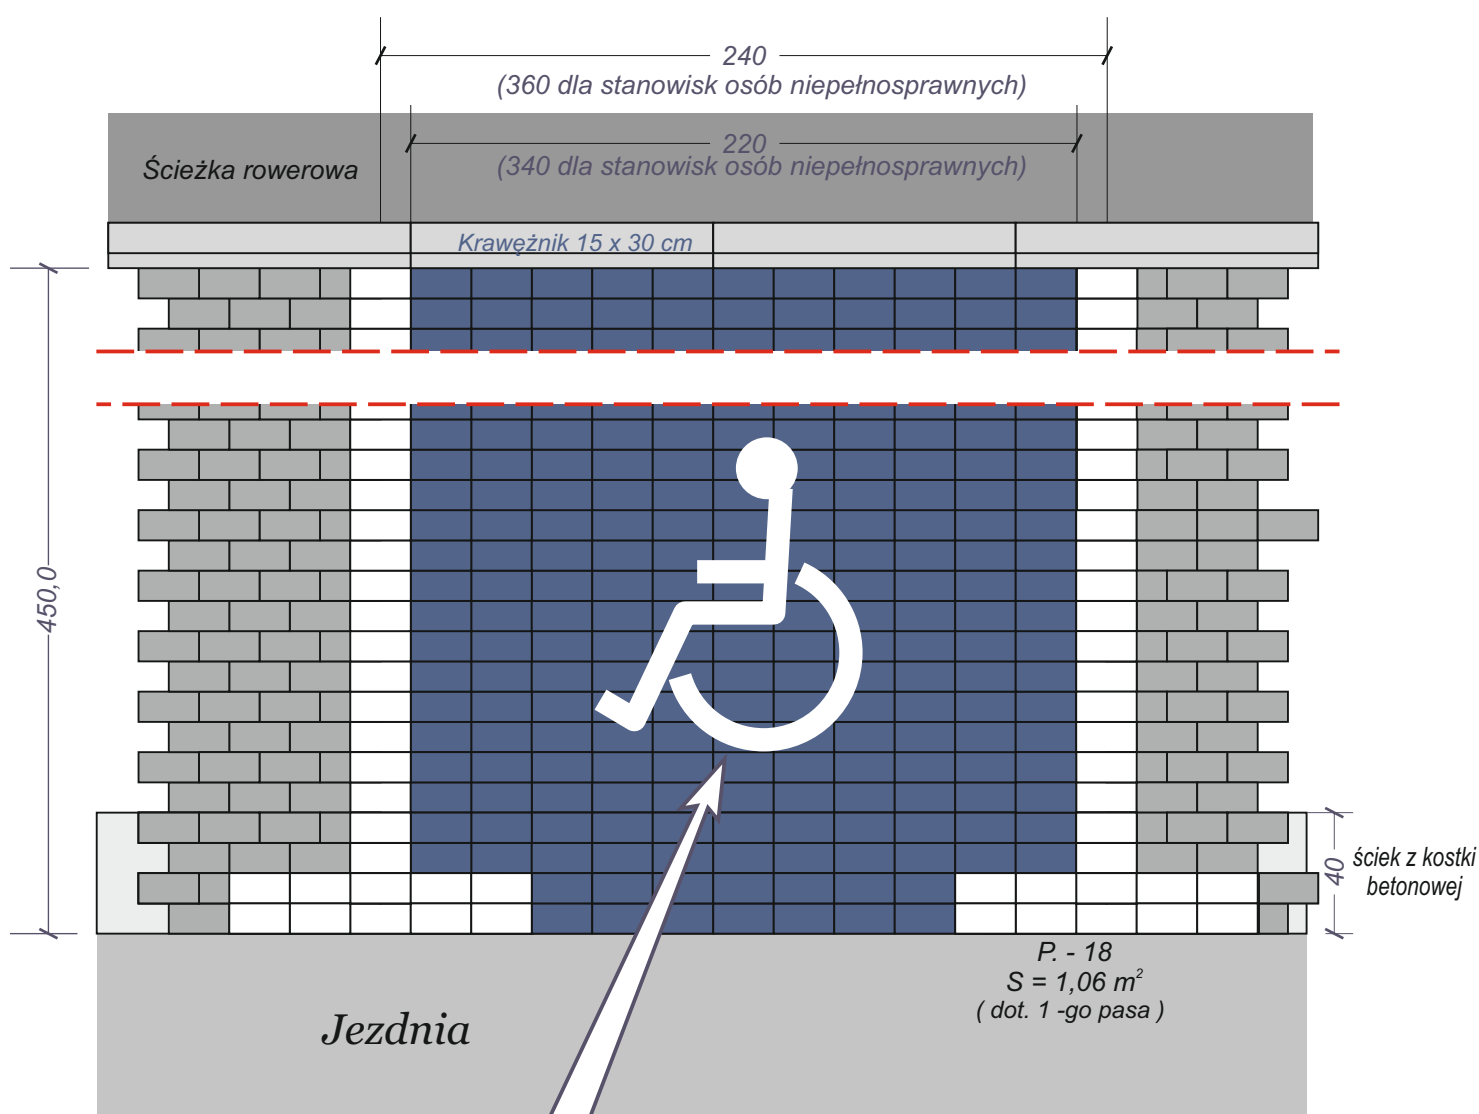 240
(360 dla stanowisk osób niepełnosprawnych)
220
(340 dla stanowisk osób niepełnosprawnych)
Ścieżka rowerowa
Krawężnik 15 x 30 cm
450,0
40
ściek z kostki
betonowej
P. - 18
S = 1,06 m²
( dot. 1 -go pasa )
Jezdnia